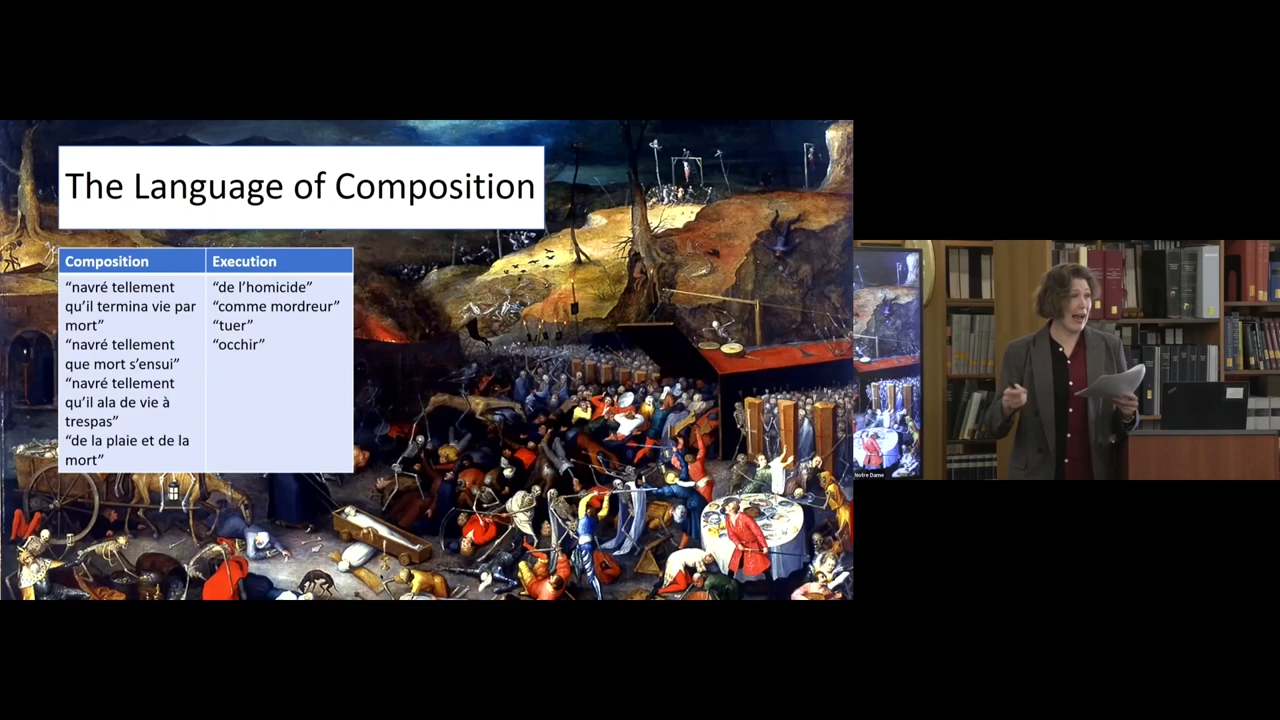 The Language of Composition
Composition
Execution
“navré tellement
qu’il termina vie par
mort”
“navré tellement
que mort s’ensui”
“navré tellement
qu’il ala de vie à
trespas”
“de la plaie et de la
mort”
“de l’homicide”
“comme mordreur”
“tuer”
“occhir”
Notre Dame